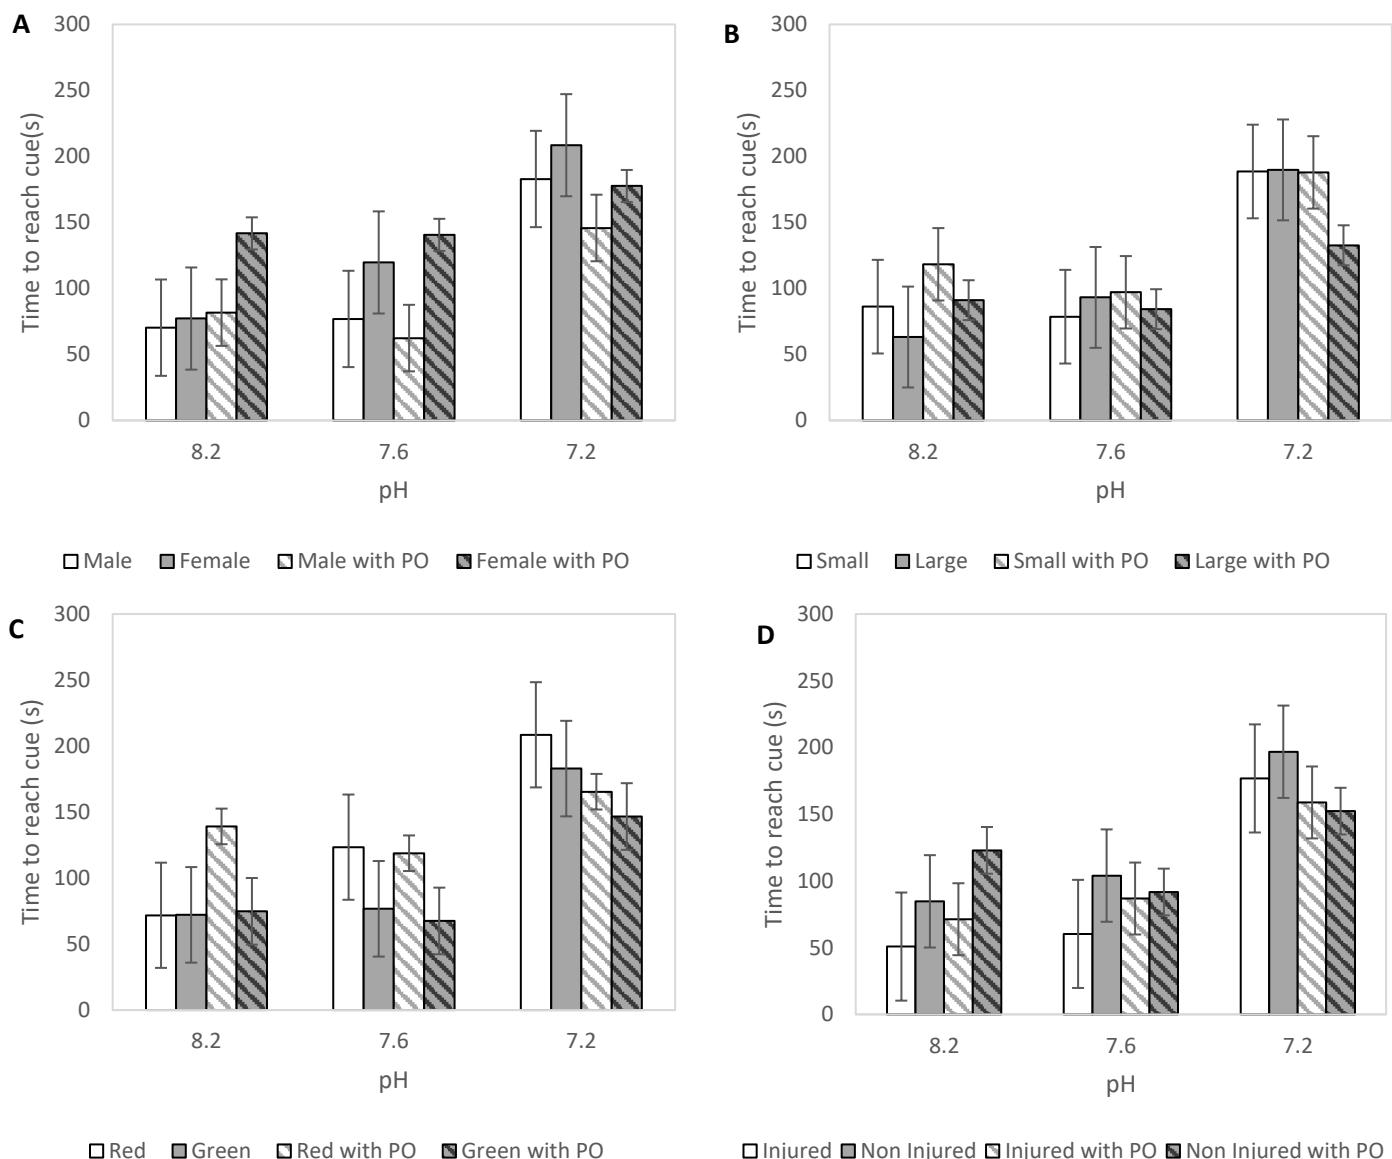 A
300
250
200
150
100
50
0
Time to reach cue(s)
8.2 7.6 7.2
pH
Male Female Male with PO Female with PO
B
300
250
200
150
100
50
0
Time to reach cue(s)
8.2 7.6 7.2
pH
Small Large Small with PO Large with PO
C
300
250
200
150
100
50
0
Time to reach cue (s)
8.2 7.6 7.2
pH
Red Green Red with PO Green with PO
D
300
250
200
150
100
50
0
Time to reach cue (s)
8.2 7.6 7.2
pH
Injured Non Injured Injured with PO Non Injured with PO